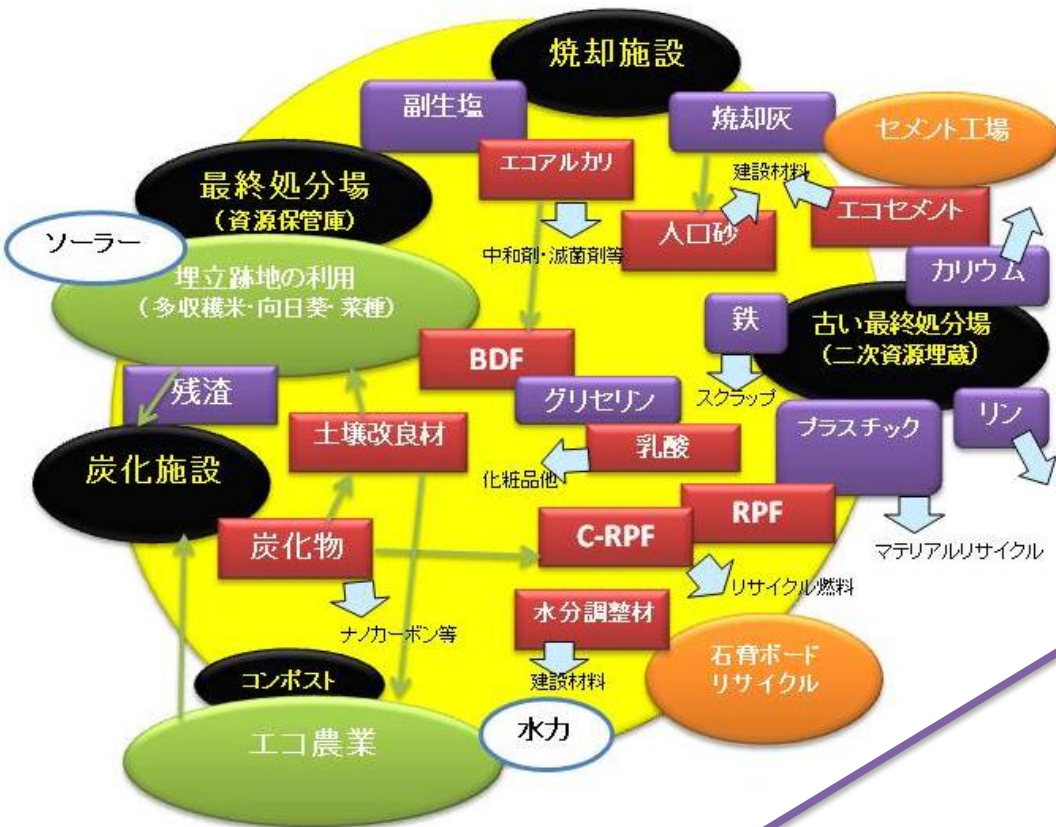 焼却施設
副生塩
焼却灰
セメント工場
エコアルカリ
建設材料
最終処分場
（資源保管庫）
エコセメント
人口砂
ソーラー
中和剤・滅菌剤等
カリウム
埋立跡地の利用
（多収穫米・向日葵・菜種）
鉄
古い最終処分場
（二次資源埋蔵）
BDF
残渣
グリセリン
スクラップ
プラスチック
リン
土壌改良材
乳酸
炭化施設
化粧品他
RPF
C-RPF
炭化物
マテリアルリサイクル
リサイクル燃料
水分調整材
ナノカーボン等
石膏ボード
リサイクル
コンポスト
建設材料
水力
エコ農業